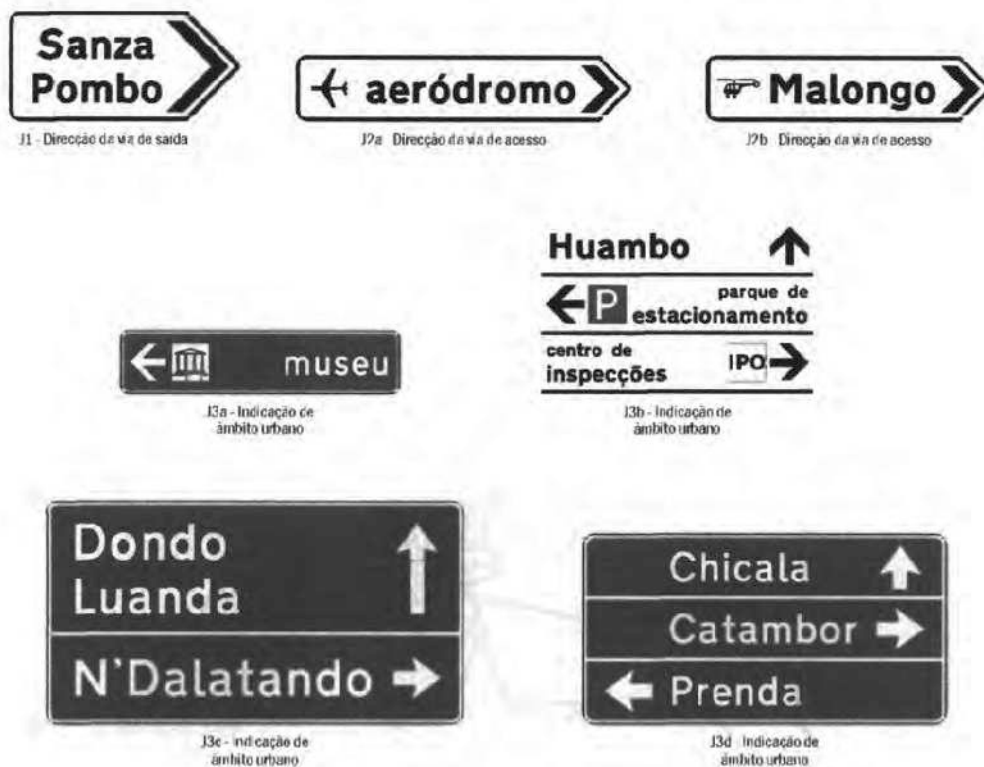 Sanza
Pombo
J1 - Direcção da via de saída
aeródromo
J2a Direcção da via de acesso
Malongo
J2b Direcção da via de acesso
Huambo
P
parque de
estacionamento
centro de
inspecções
IPO
J3b - Indicação de
âmbito urbano
museu
J3a - Indicação de
âmbito urbano
Dondo
Luanda
N'Dalatando
J3c - Indicação de
âmbito urbano
Chicala
Catambor
Prenda
J3d Indicação de
âmbito urbano